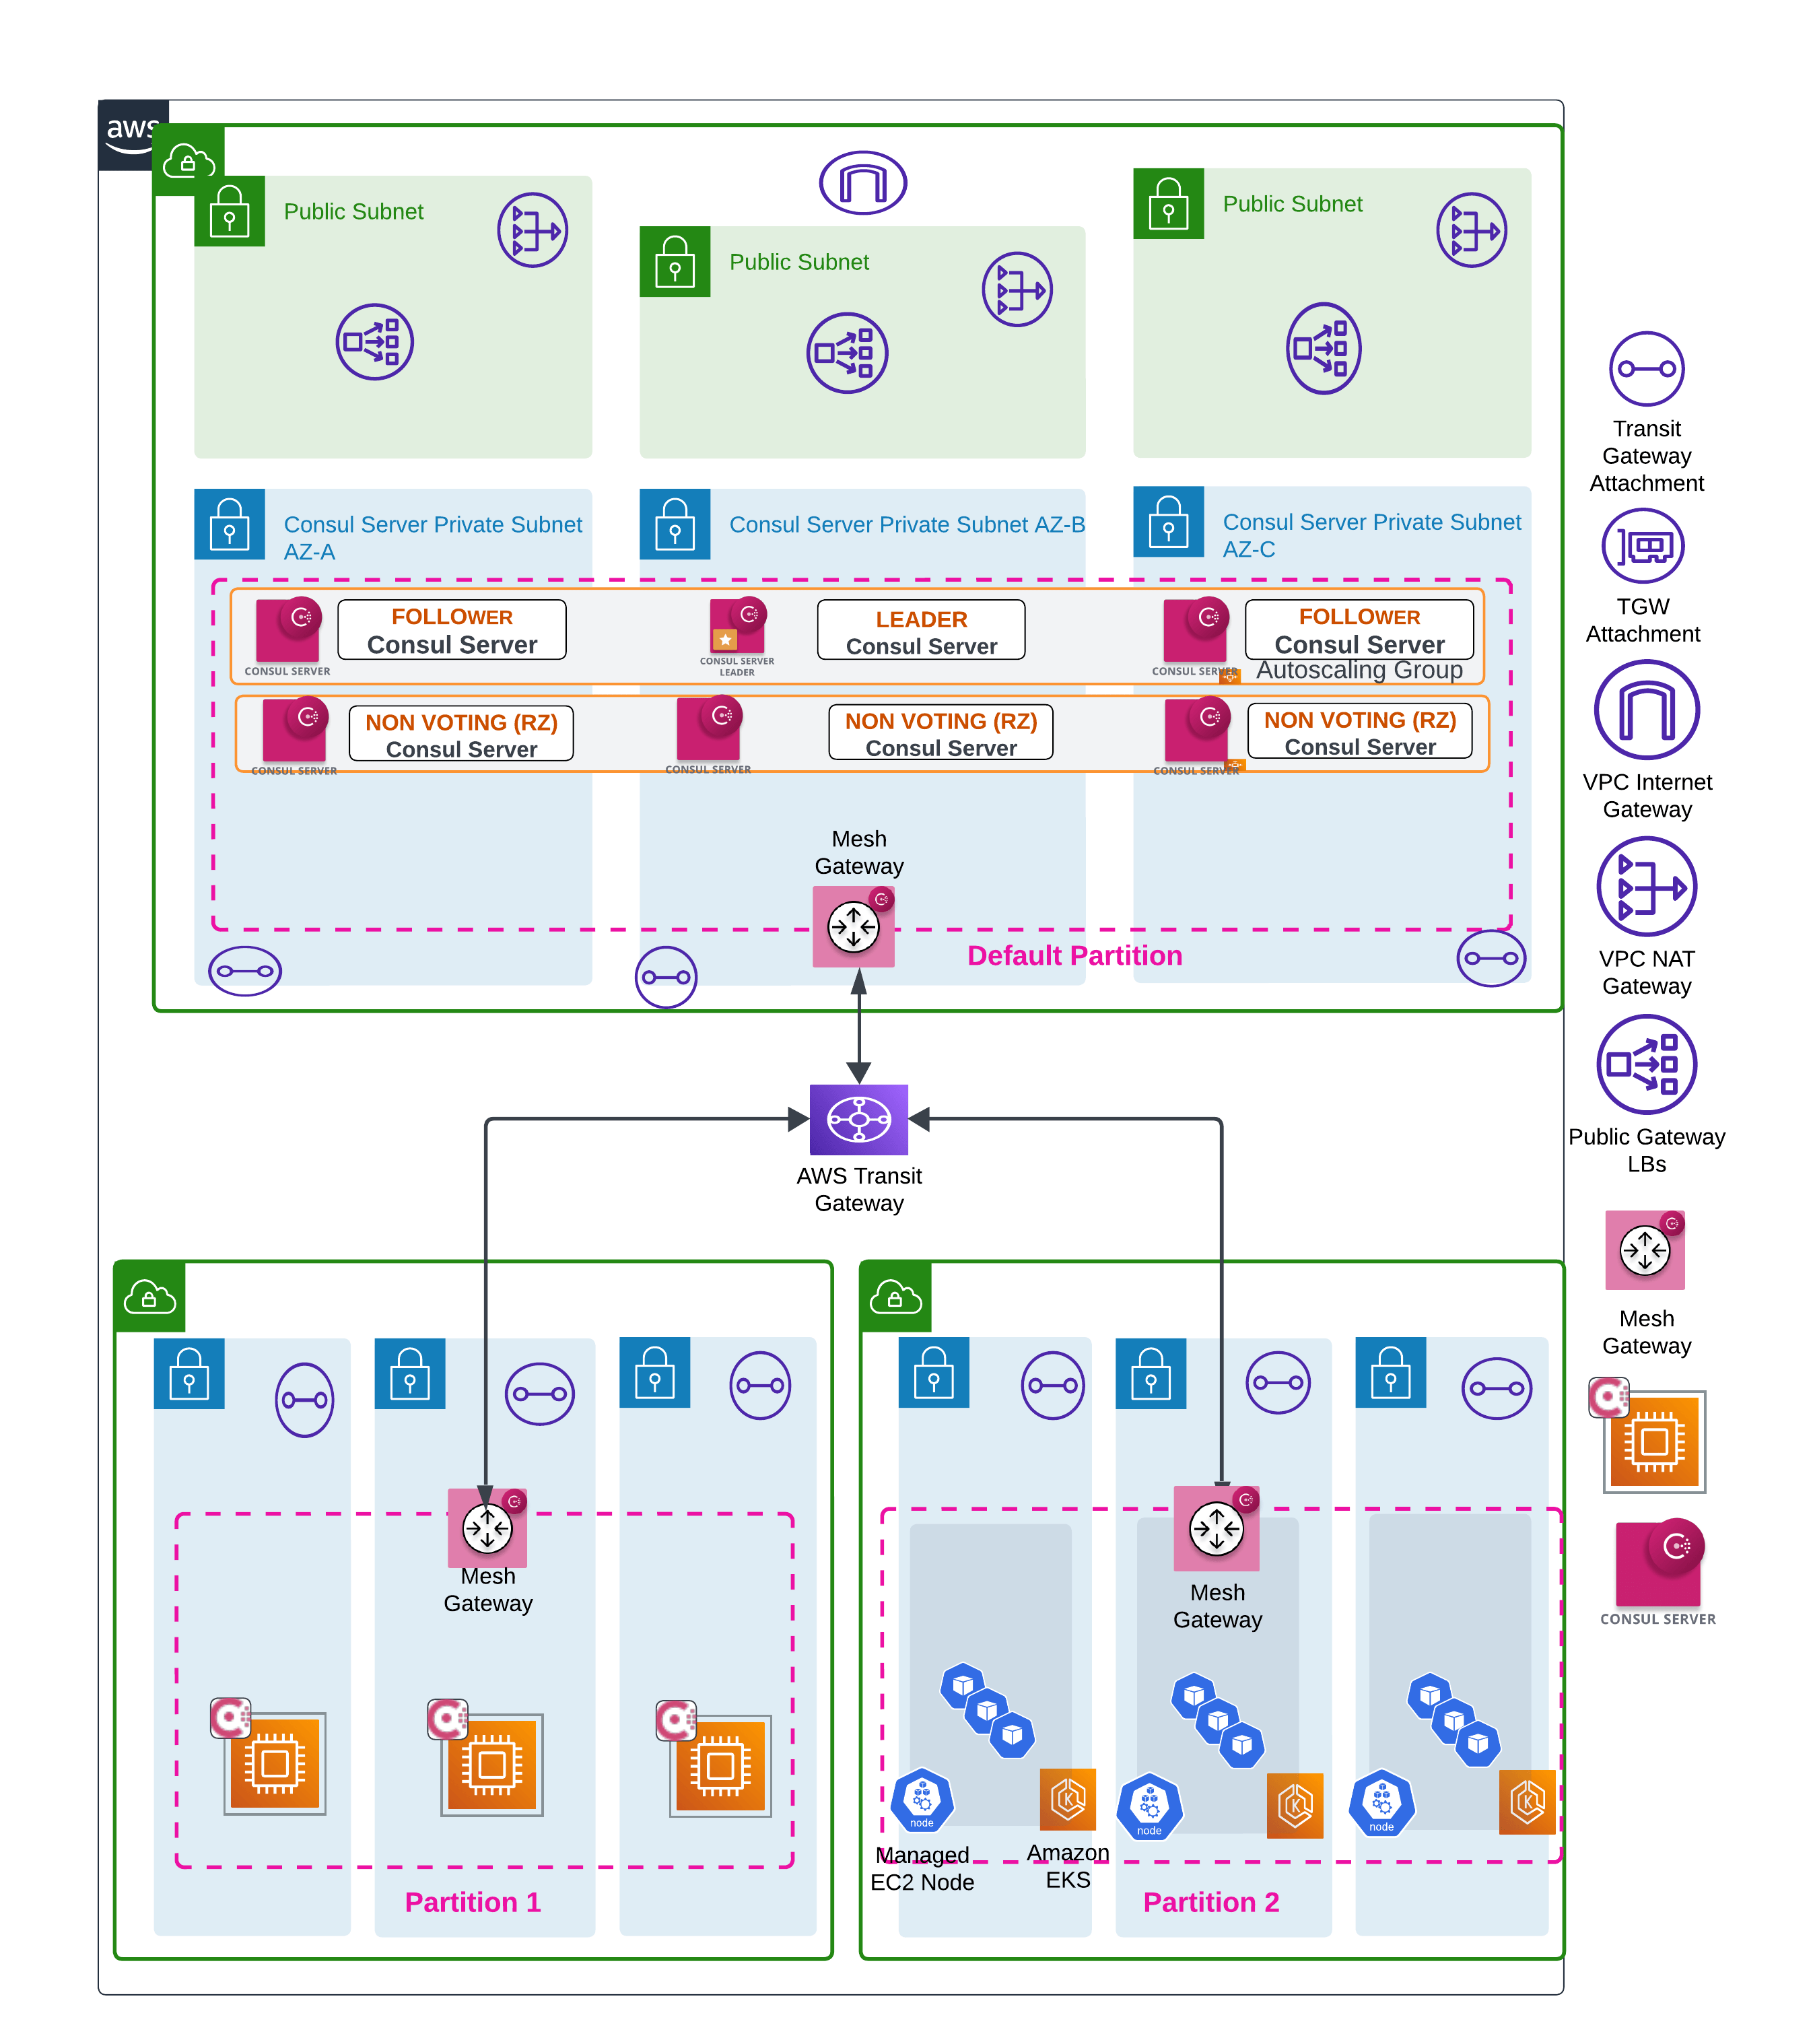 aws
Public Subnet
Public Subnet
Public Subnet
Consul Server Private Subnet
AZ-A
Consul Server Private Subnet AZ-B
Consul Server Private Subnet
AZ-C
FOLLOWER
Consul Server
CONSUL SERVER
LEADER
Consul Server
CONSUL SERVER
LEADER
FOLLOWER
Consul Server
CONSUL SERVER
Autoscaling Group
NON VOTING (RZ)
Consul Server
CONSUL SERVER
NON VOTING (RZ)
Consul Server
CONSUL SERVER
NON VOTING (RZ)
Consul Server
CONSUL SERVER
Mesh
Gateway
Default Partition
AWS Transit
Gateway
Mesh
Gateway
Partition 1
Mesh
Gateway
node
node
node
Managed
EC2 Node
Amazon
EKS
Partition 2
Transit
Gateway
Attachment
TGW
Attachment
VPC Internet
Gateway
VPC NAT
Gateway
Public Gateway
LBs
Mesh
Gateway
CONSUL SERVER